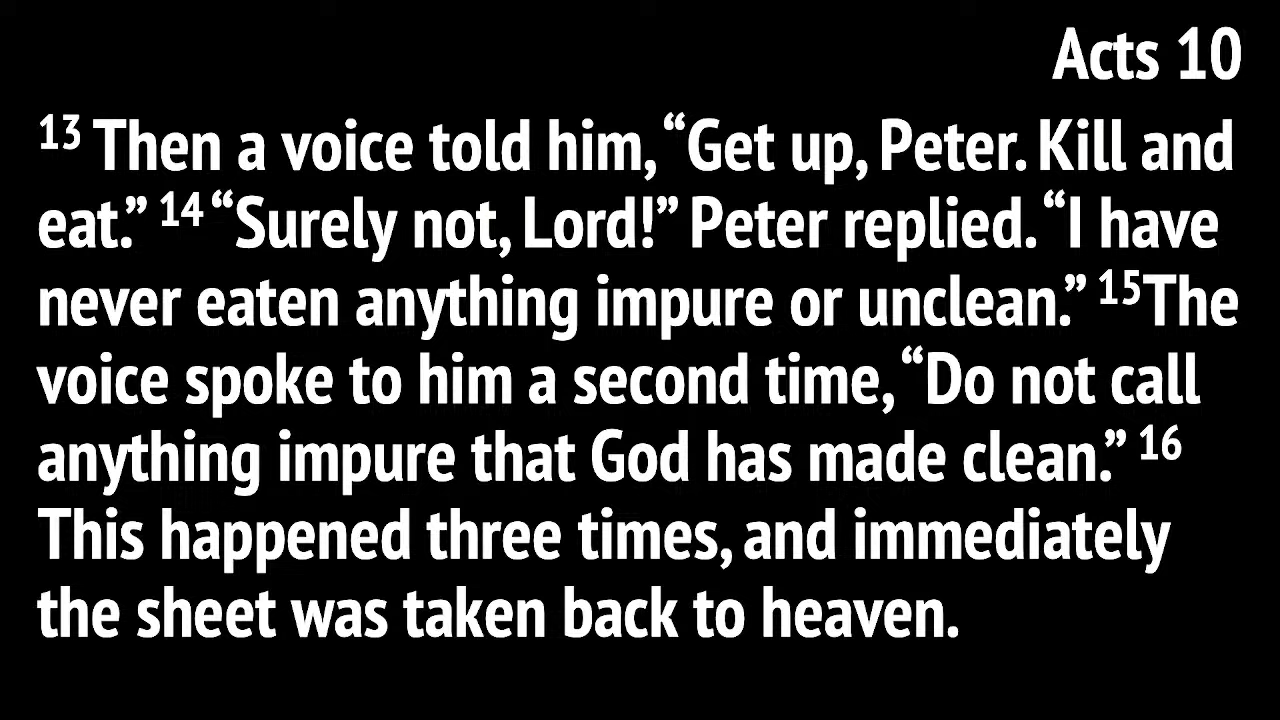 Acts 10
13 Then a voice told him, “Get up, Peter. Kill and
eat.” 14 “Surely not, Lord!” Peter replied. “I have
never eaten anything impure or unclean.” 15The
voice spoke to him a second time, “Do not call
anything impure that God has made clean.” 16
This happened three times, and immediately
the sheet was taken back to heaven.